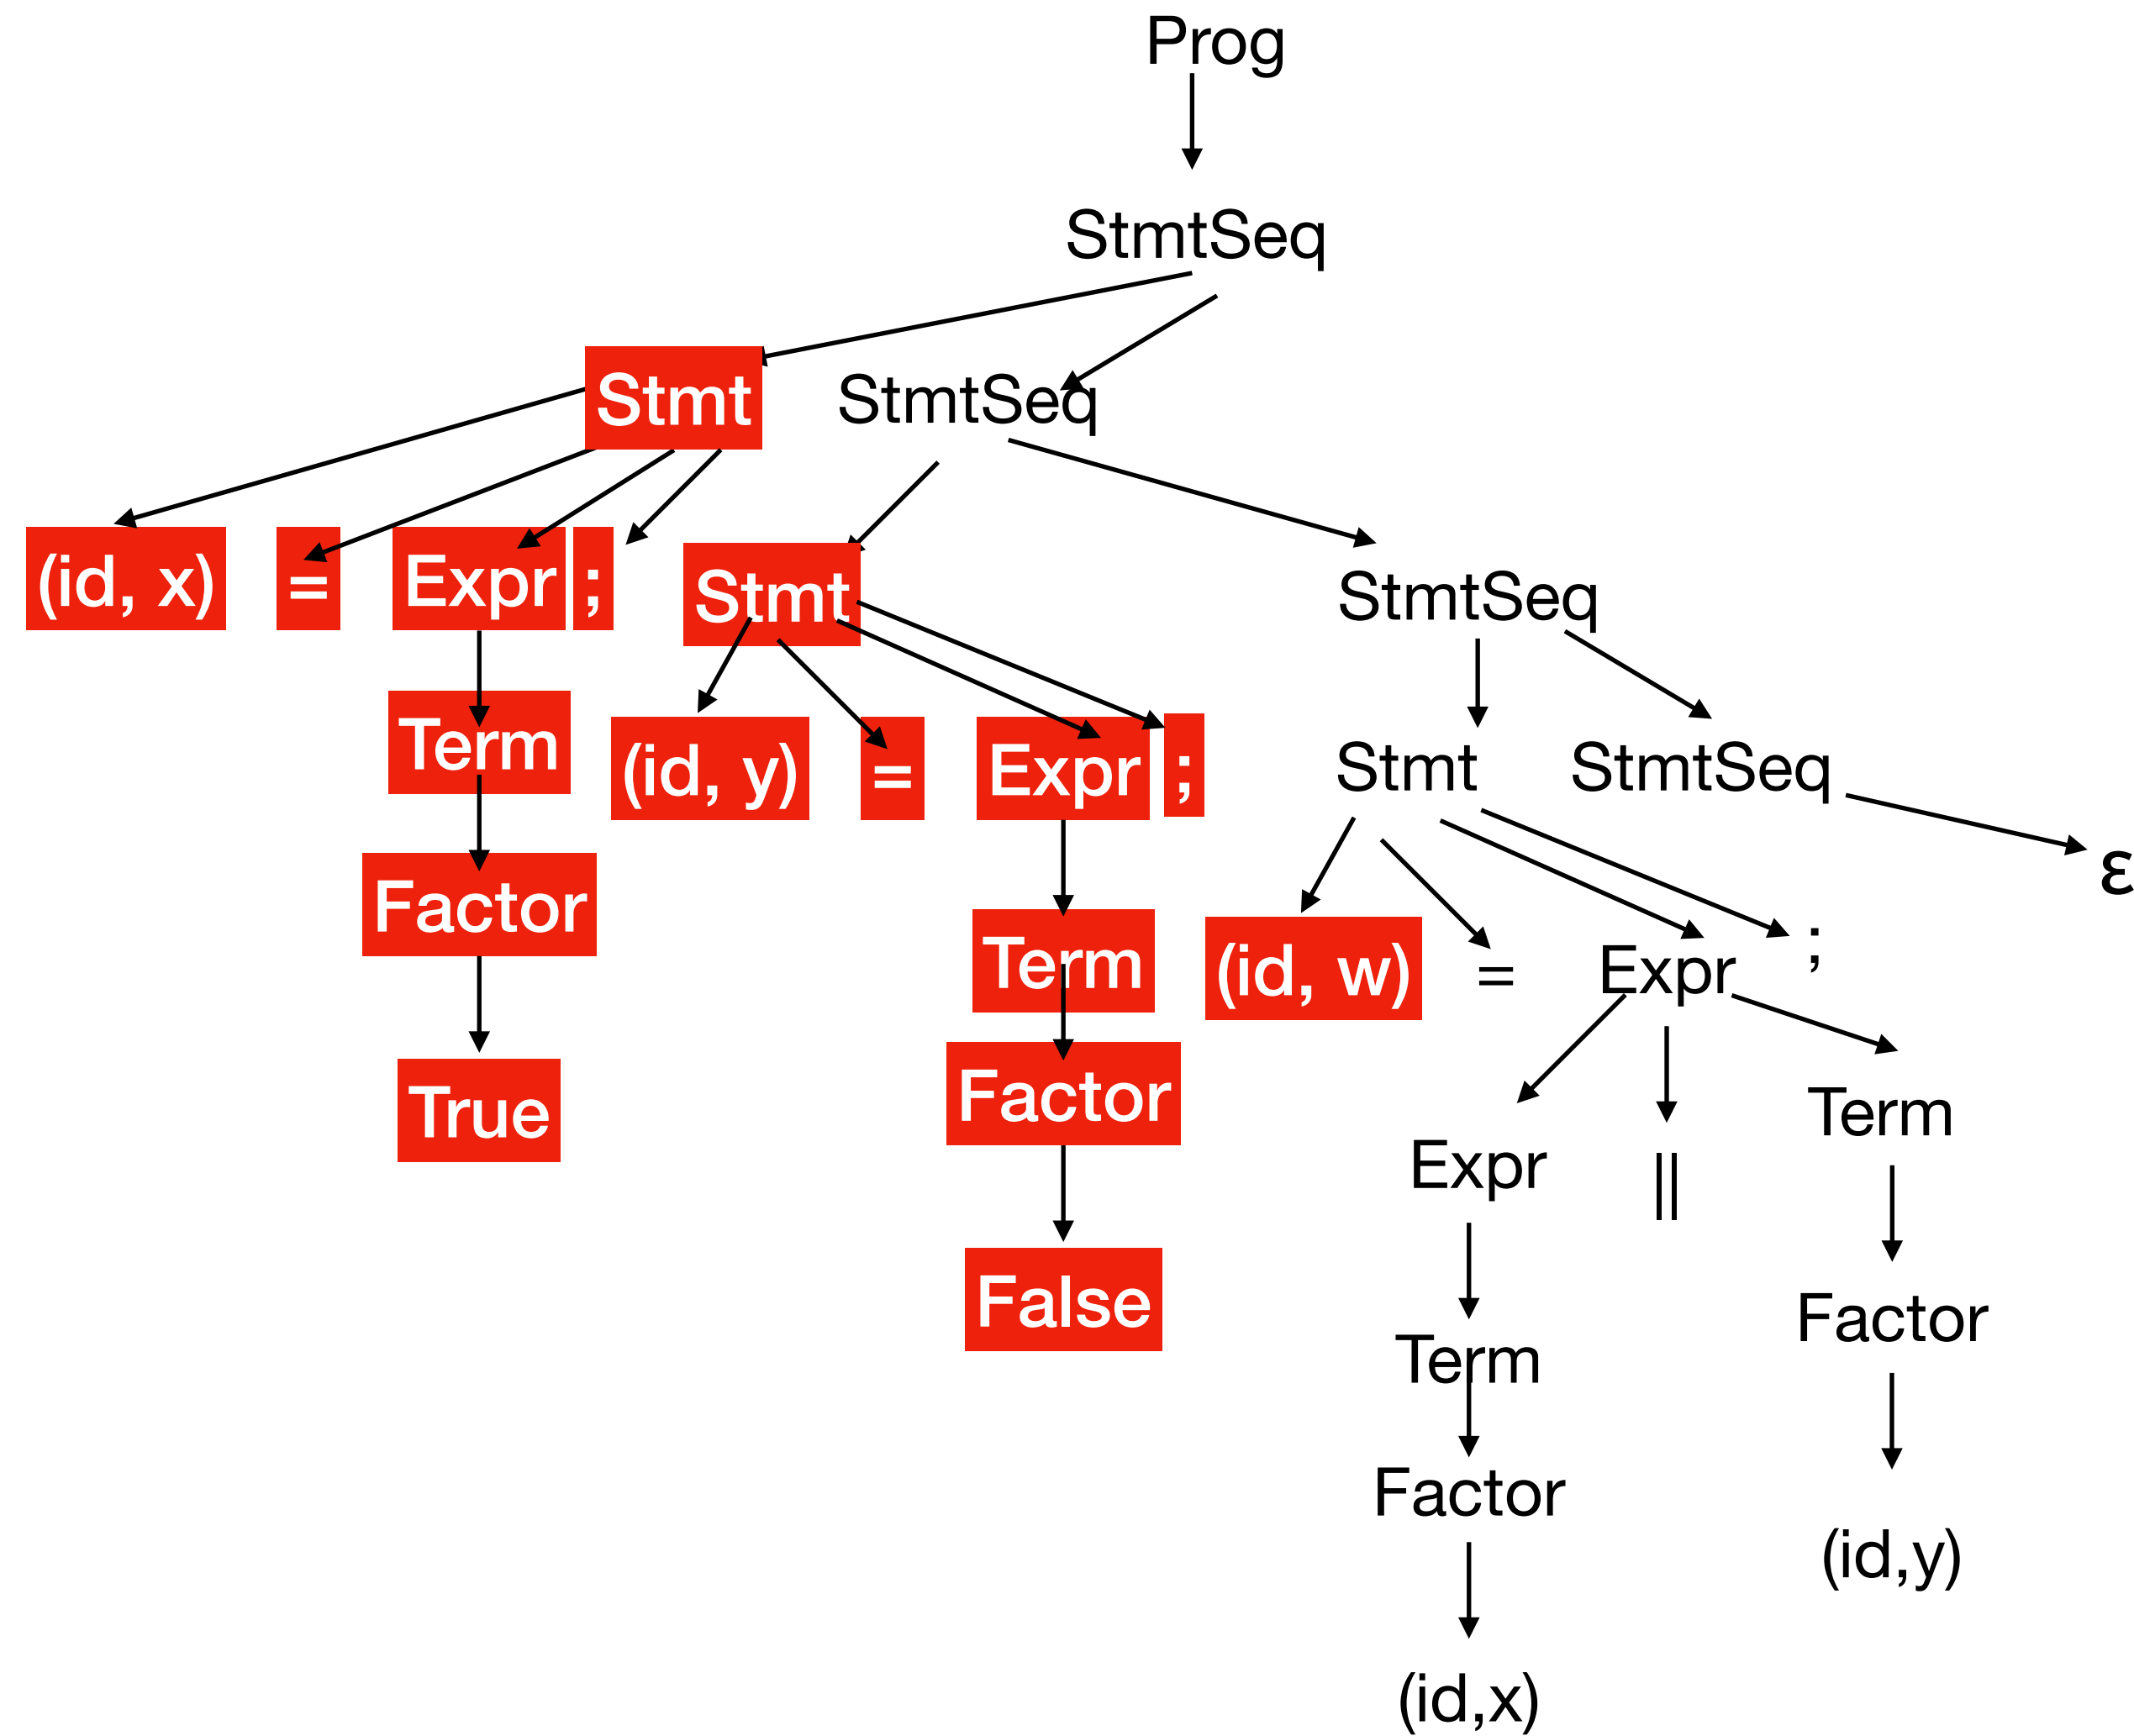 Prog
StmtSeq
Stmt StmtSeq
(id, x) = Expr ; Stmt StmtSeq
Term (id, y) = Expr ; Stmt StmtSeq
Factor Term (id, w) = Expr ; ε
True Factor Expr || Term
False Term Factor
Factor (id,y)
(id,x)